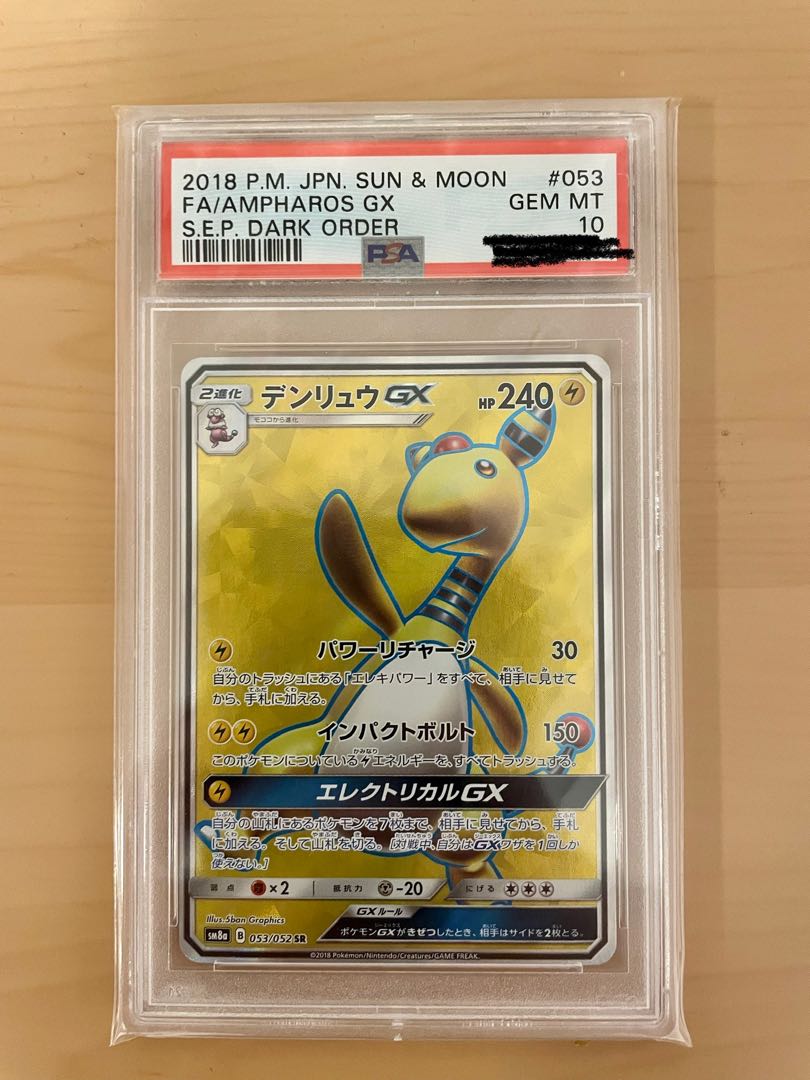 2018 P.M. JPN. SUN & MOON #053
FA/AMPHAROS GX GEM MT
S.E.P. DARK ORDER 10
PSA
2進化 デンリュウGX HP240
モココから進化
パワーリチャージ 30
自分のトラッシュにある「エレキパワー」をすべて、相手に見せて
から、手札に加える。
インパクトボルト 150
このポケモンについているエネルギーを、すべてトラッシュする。
エレクトリカルGX
自分の山札にあるポケモンを7枚まで、相手に見せてから、手札
に加える。そして山札を切る。[対戦中、自分はGXワザを1回しか
使えない。]
弱点 ×2 抵抗力 -20 にげる
GXルール
ポケモンGXがきぜつしたとき、相手はサイドを2枚とる。
Illus. 5ban Graphics
sm8a B 053/052 SR
©2018 Pokémon/Nintendo/Creatures/GAME FREAK.